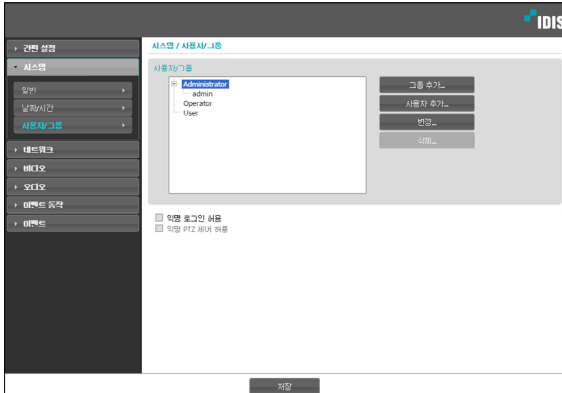 IDIS
간편 설정
시스템
일반
날짜/시간
사용자/그룹
네트워크
비디오
오디오
이벤트 동작
이벤트
시스템 / 사용자/그룹
사용자/그룹
Administrator
admin
Operator
User
그룹 추가...
사용자 추가...
변경...
삭제...
익명 로그인 허용
익명 PTZ 제어 허용
저장